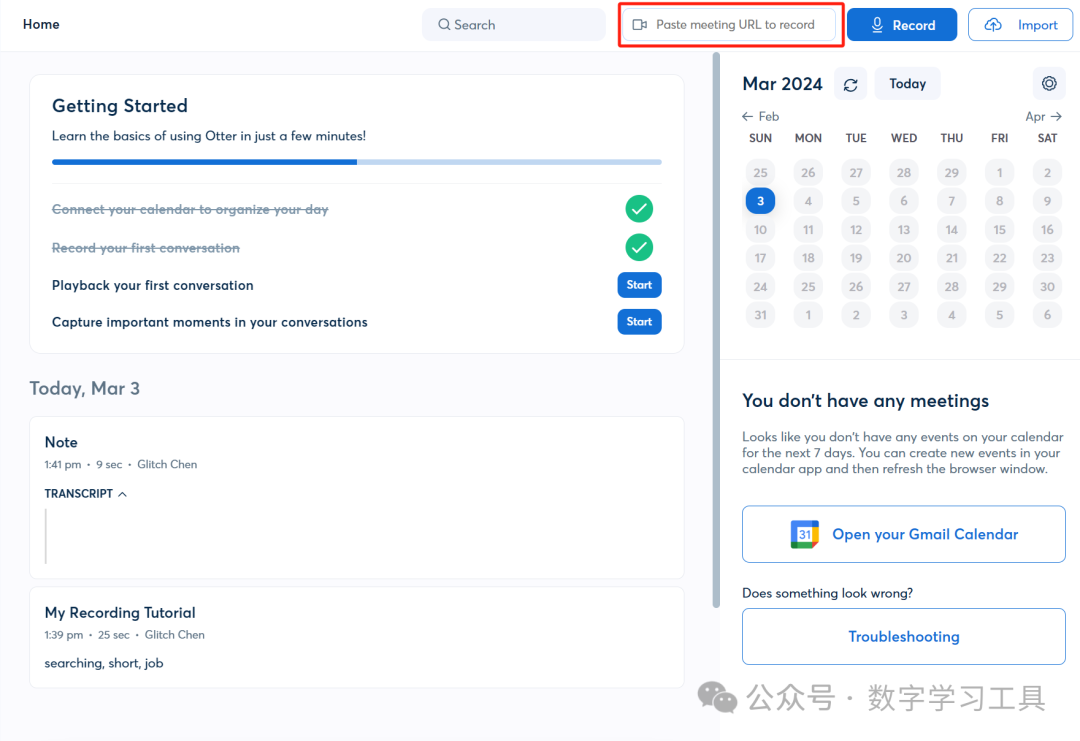 Home
Search
Paste meeting URL to record
Record
Import
Getting Started
Learn the basics of using Otter in just a few minutes!
Connect your calendar to organize your day
Record your first conversation
Playback your first conversation
Start
Capture important moments in your conversations
Start
Today, Mar 3
Note
1:41 pm • 9 sec • Glitch Chen
TRANSCRIPT
My Recording Tutorial
1:39 pm • 25 sec • Glitch Chen
searching, short, job
Mar 2024
Today
← Feb
Apr →
SUN MON TUE WED THU FRI SAT
25 26 27 28 29 1 2
3 4 5 6 7 8 9
10 11 12 13 14 15 16
17 18 19 20 21 22 23
24 25 26 27 28 29 30
31 1 2 3 4 5 6
You don't have any meetings
Looks like you don't have any events on your calendar
for the next 7 days. You can create new events in your
calendar app and then refresh the browser window.
31
Open your Gmail Calendar
Does something look wrong?
Troubleshooting
公众号 · 数字学习工具